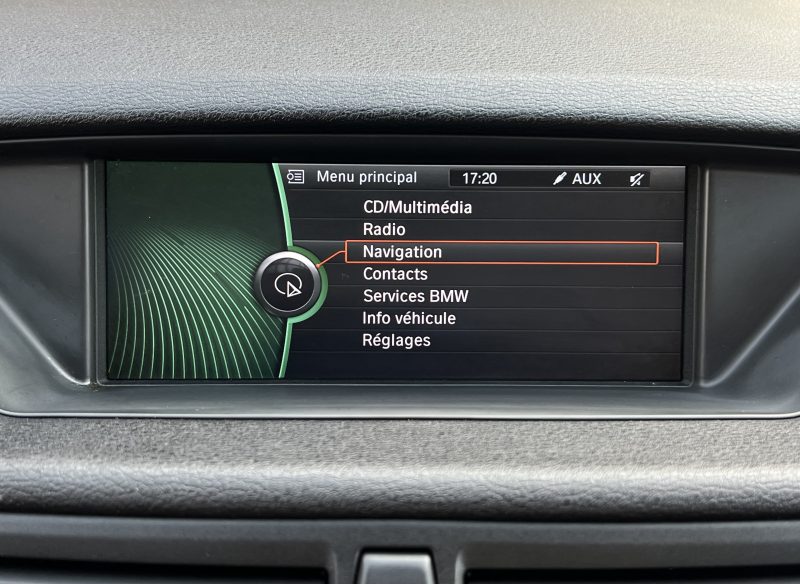 Menu principal 17:20 AUX
CD/Multimédia
Radio
Navigation
Contacts
Services BMW
Info véhicule
Réglages